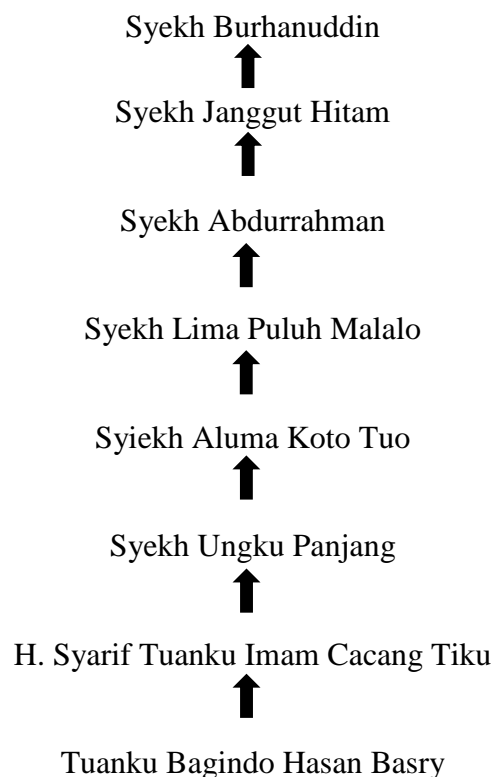 Syekh Burhanuddin
Syekh Janggut Hitam
Syekh Abdurrahman
Syekh Lima Puluh Malalo
Syiekh Aluma Koto Tuo
Syekh Ungku Panjang
H. Syarif Tuanku Imam Cacang Tiku
Tuanku Bagindo Hasan Basry